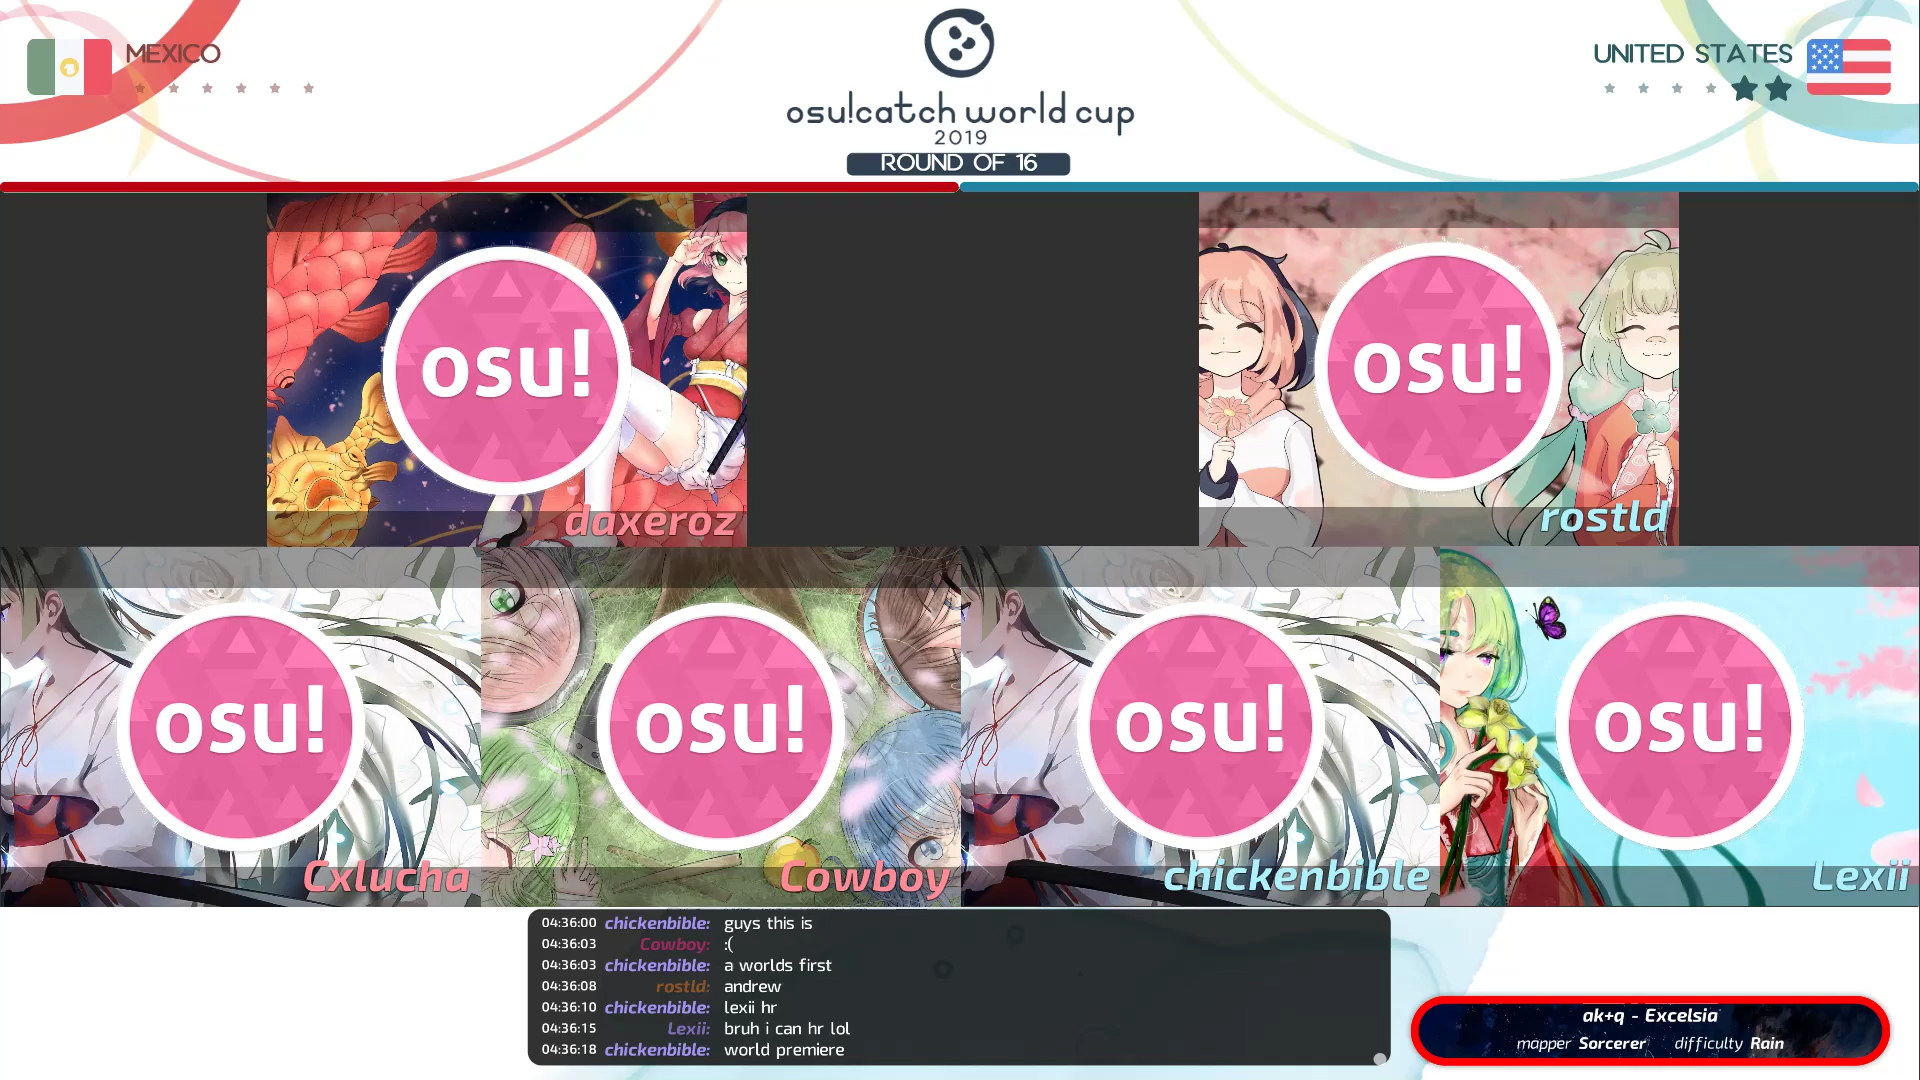 MEXICO
UNITED STATES
osu!catch world cup
2019
ROUND OF 16
osu!
daxeroz
osu!
rostld
osu!
Cxlucha
osu!
Cowboy
osu!
chickenbible
osu!
Lexii
04:36:00 chickenbible: guys this is
04:36:03 Cowboy: :(
04:36:03 chickenbible: a worlds first
04:36:08 rostld: andrew
04:36:10 chickenbible: lexii hr
04:36:15 Lexii: bruh i can hr lol
04:36:18 chickenbible: world premiere
ak+q - Excelsia
mapper Sorcerer difficulty Rain